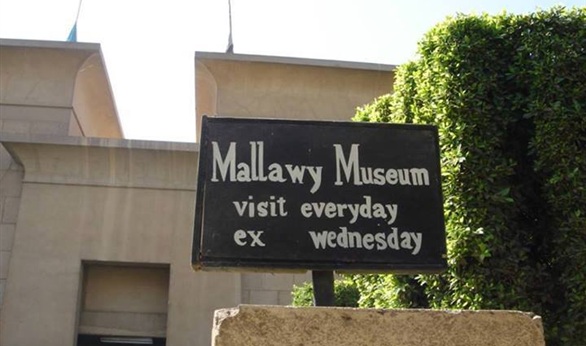 Mallawy Museum
visit everyday
ex wednesday